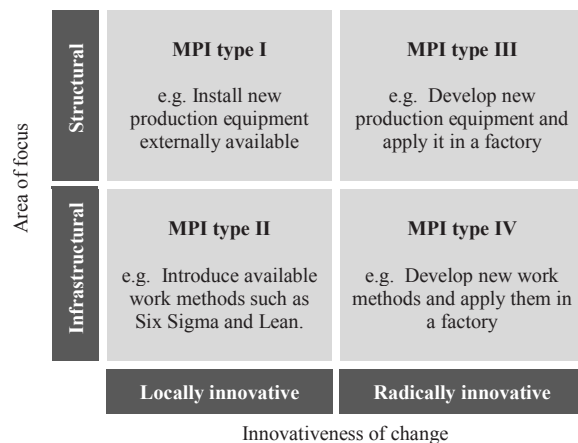 Area of focus
Structural
MPI type I
e.g. Install new
production equipment
externally available
MPI type III
e.g. Develop new
production equipment and
apply it in a factory
Infrastructural
MPI type II
e.g. Introduce available
work methods such as
Six Sigma and Lean.
MPI type IV
e.g. Develop new work
methods and apply them in
a factory
Locally innovative
Radically innovative
Innovativeness of change